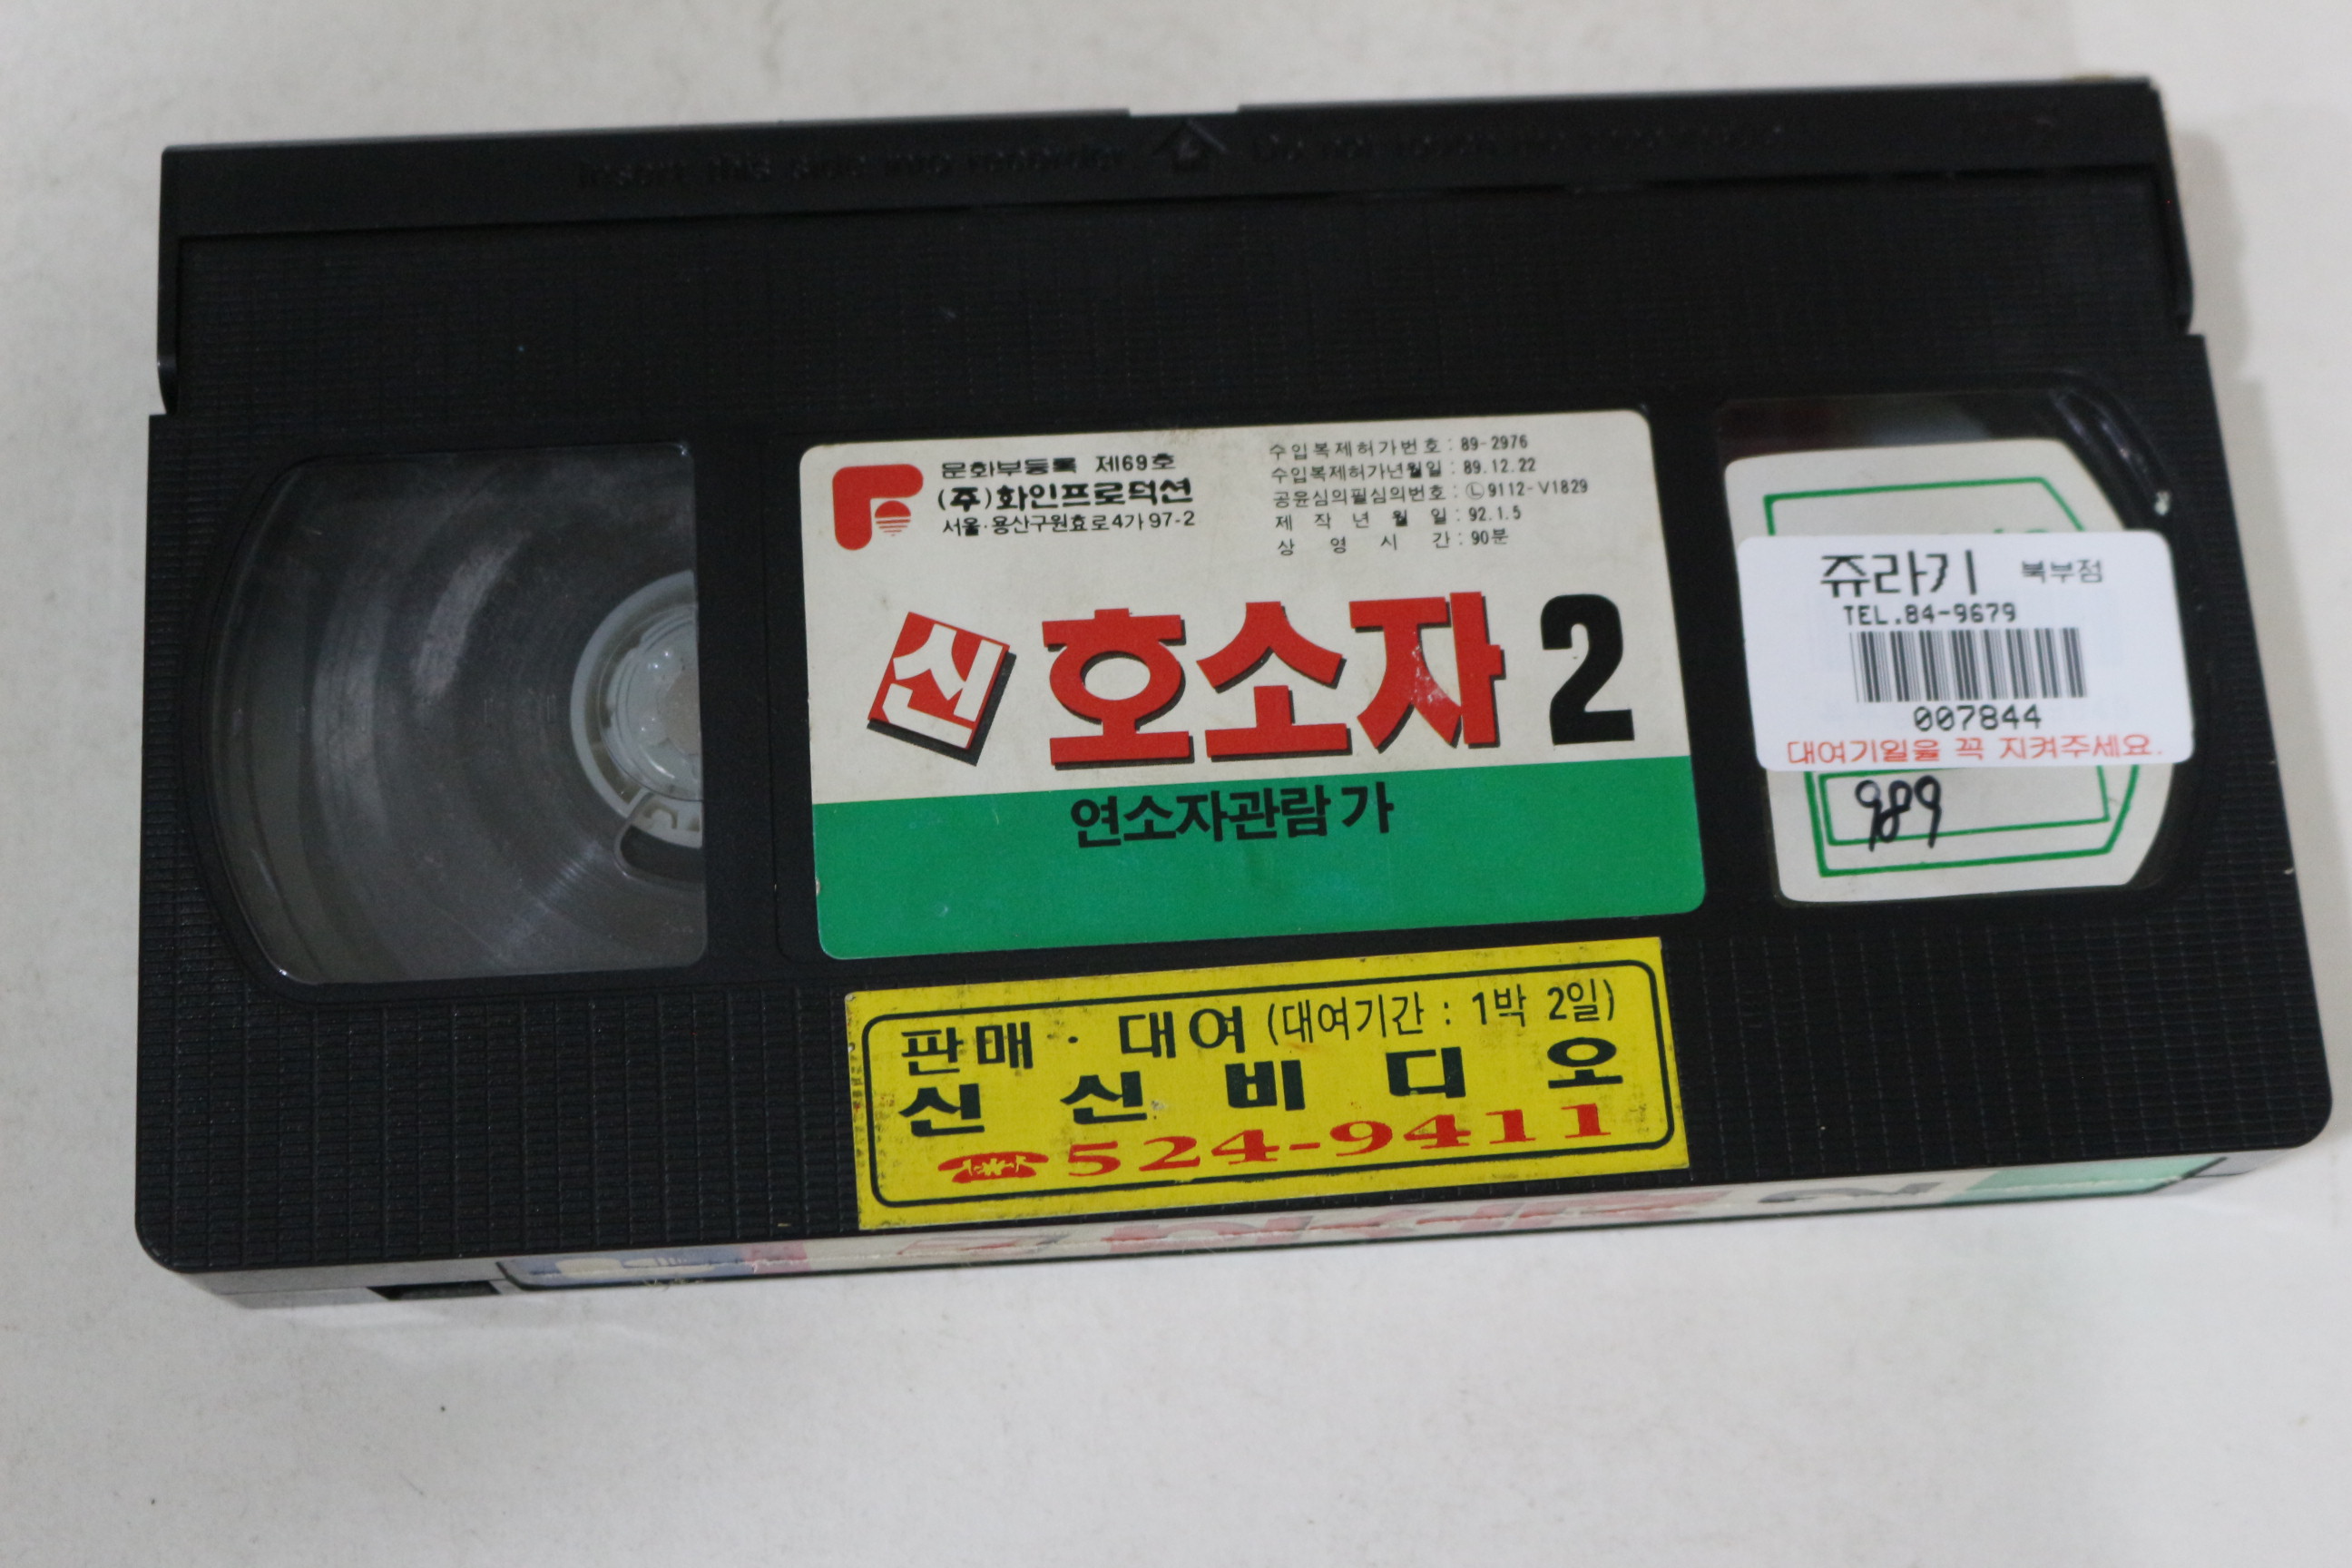 Insert this side into recorder
문화부등록 제69호
(주)화인프로덕션
서울·용산구원효로4가 97-2
수입복제허가번호 : 89-2976
수입복제허가년월일 : 89.12.22
공윤심의필심의번호 : Ⓛ9112-V1829
제 작 년 월 일 : 92.1.5
상 영 시 간 : 90분
신 호소자 2
연소자관람가
쥬라기 북부점
TEL.84-9679
007844
대여기일을 꼭 지켜주세요.
989
판매 · 대여 (대여기간 : 1박 2일)
신 신 비 디 오
☎524-9411